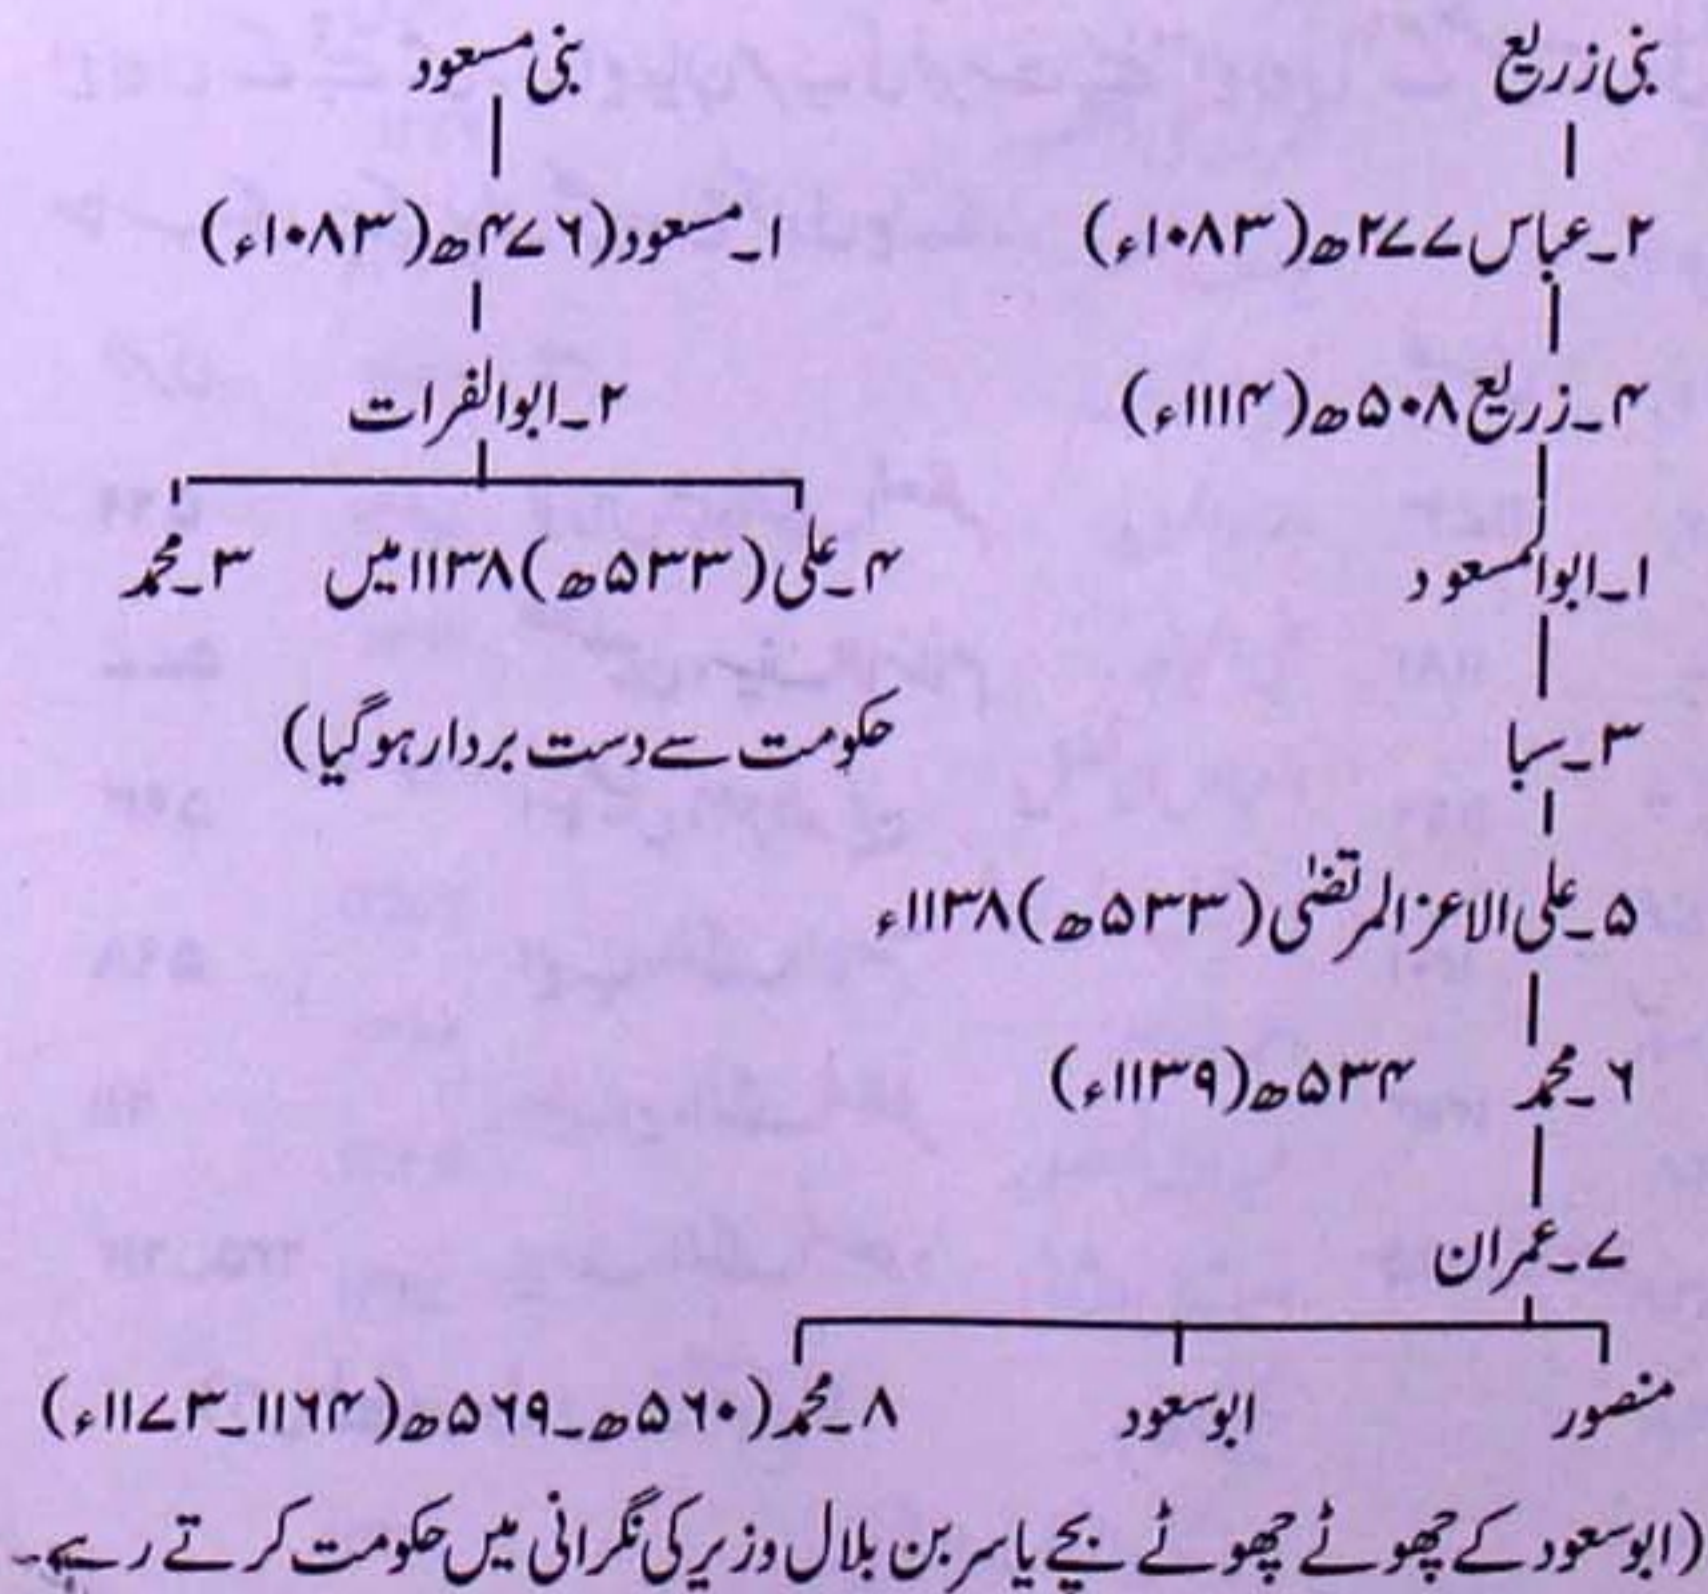 بنی زریع بنی مسعود
۲۔عباس ۲۷۷ھ(۱۰۸۳ء) ۱۔مسعود(۴۷۶ھ(۱۰۸۳ء)
۴۔زریع ۵۰۸ھ(۱۱۱۴ء) ۲۔ابوالفرات
۱۔ابوالمسعود ۴۔علی(۵۳۳ھ)۱۱۳۸میں ۳۔محمد
۳۔سبا حکومت سے دست بردار ہوگیا)
۵۔علی الاعز المرتضیٰ(۵۳۳ھ)۱۱۳۸ء
۶۔محمد ۵۳۴ھ(۱۱۳۹ء)
۷۔عمران
منصور ابوسعود ۸۔محمد(۵۶۰ھ۔۵۶۹ھ(۱۱۶۴۔۱۱۷۳ء)
(ابوسعود کے چھوٹے چھوٹے بچے یاسر بن بلال وزیر کی نگرانی میں حکومت کرتے رہے۔